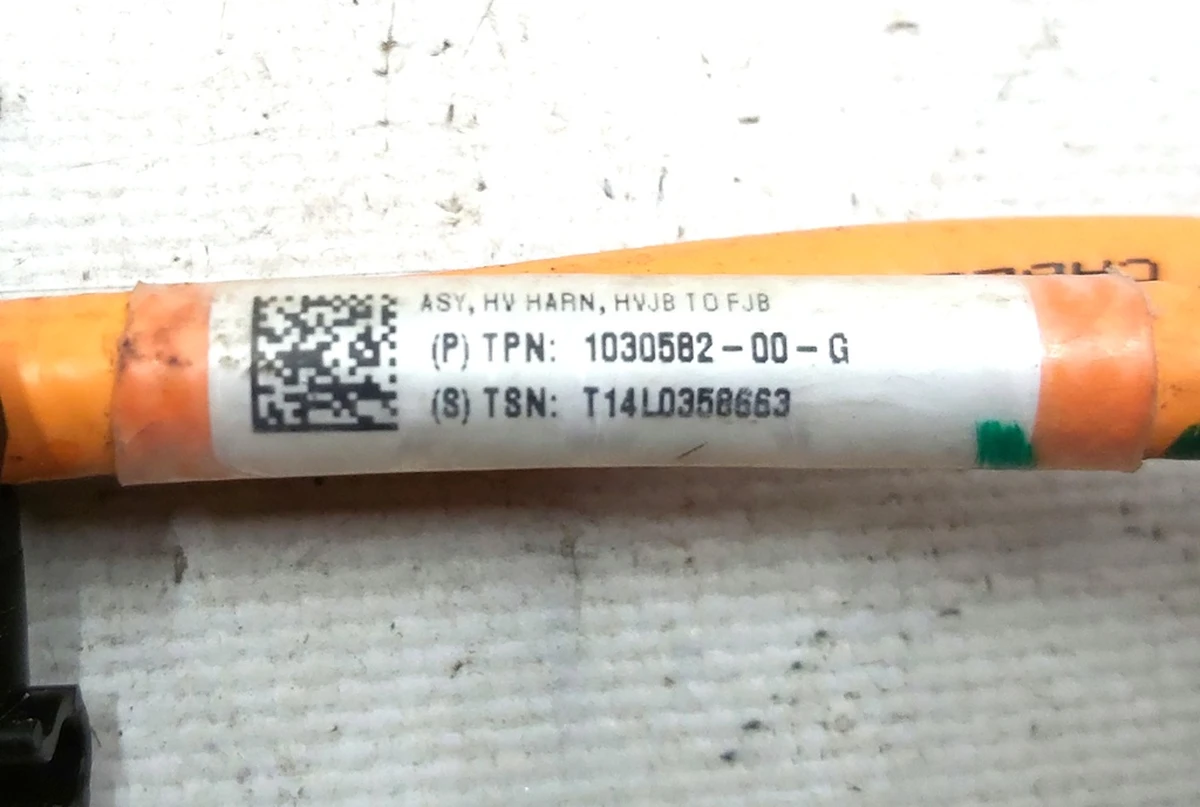 ASY, HV HARN, HVJB TO FJB
(P) TPN: 1030582-00-G
(S) TSN: T14L0358663